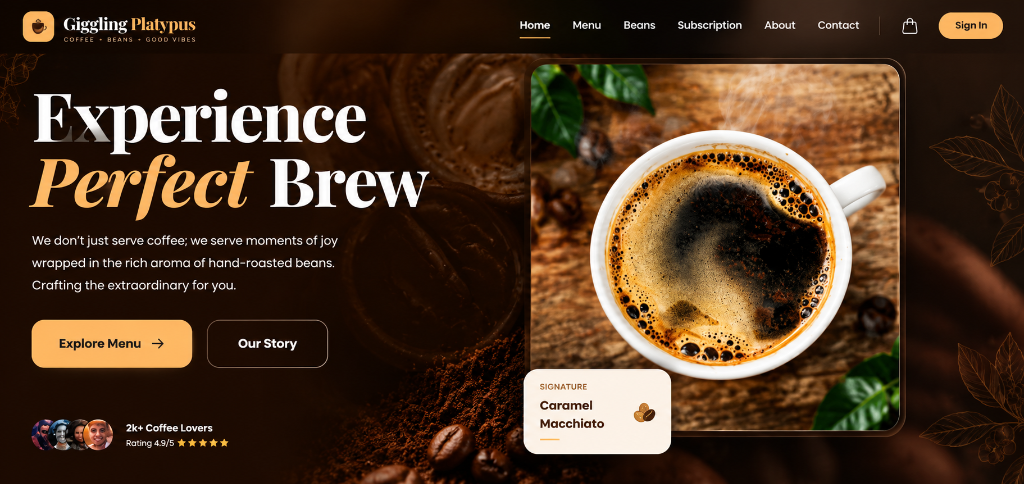 Giggling Platypus
COFFEE • BEANS • GOOD VIBES
Home Menu Beans Subscription About Contact Sign In
Experience
Perfect Brew
We don't just serve coffee; we serve moments of joy
wrapped in the rich aroma of hand-roasted beans.
Crafting the extraordinary for you.
Explore Menu → Our Story
2k+ Coffee Lovers
Rating 4.9/5 ★★★★★
SIGNATURE
Caramel
Macchiato